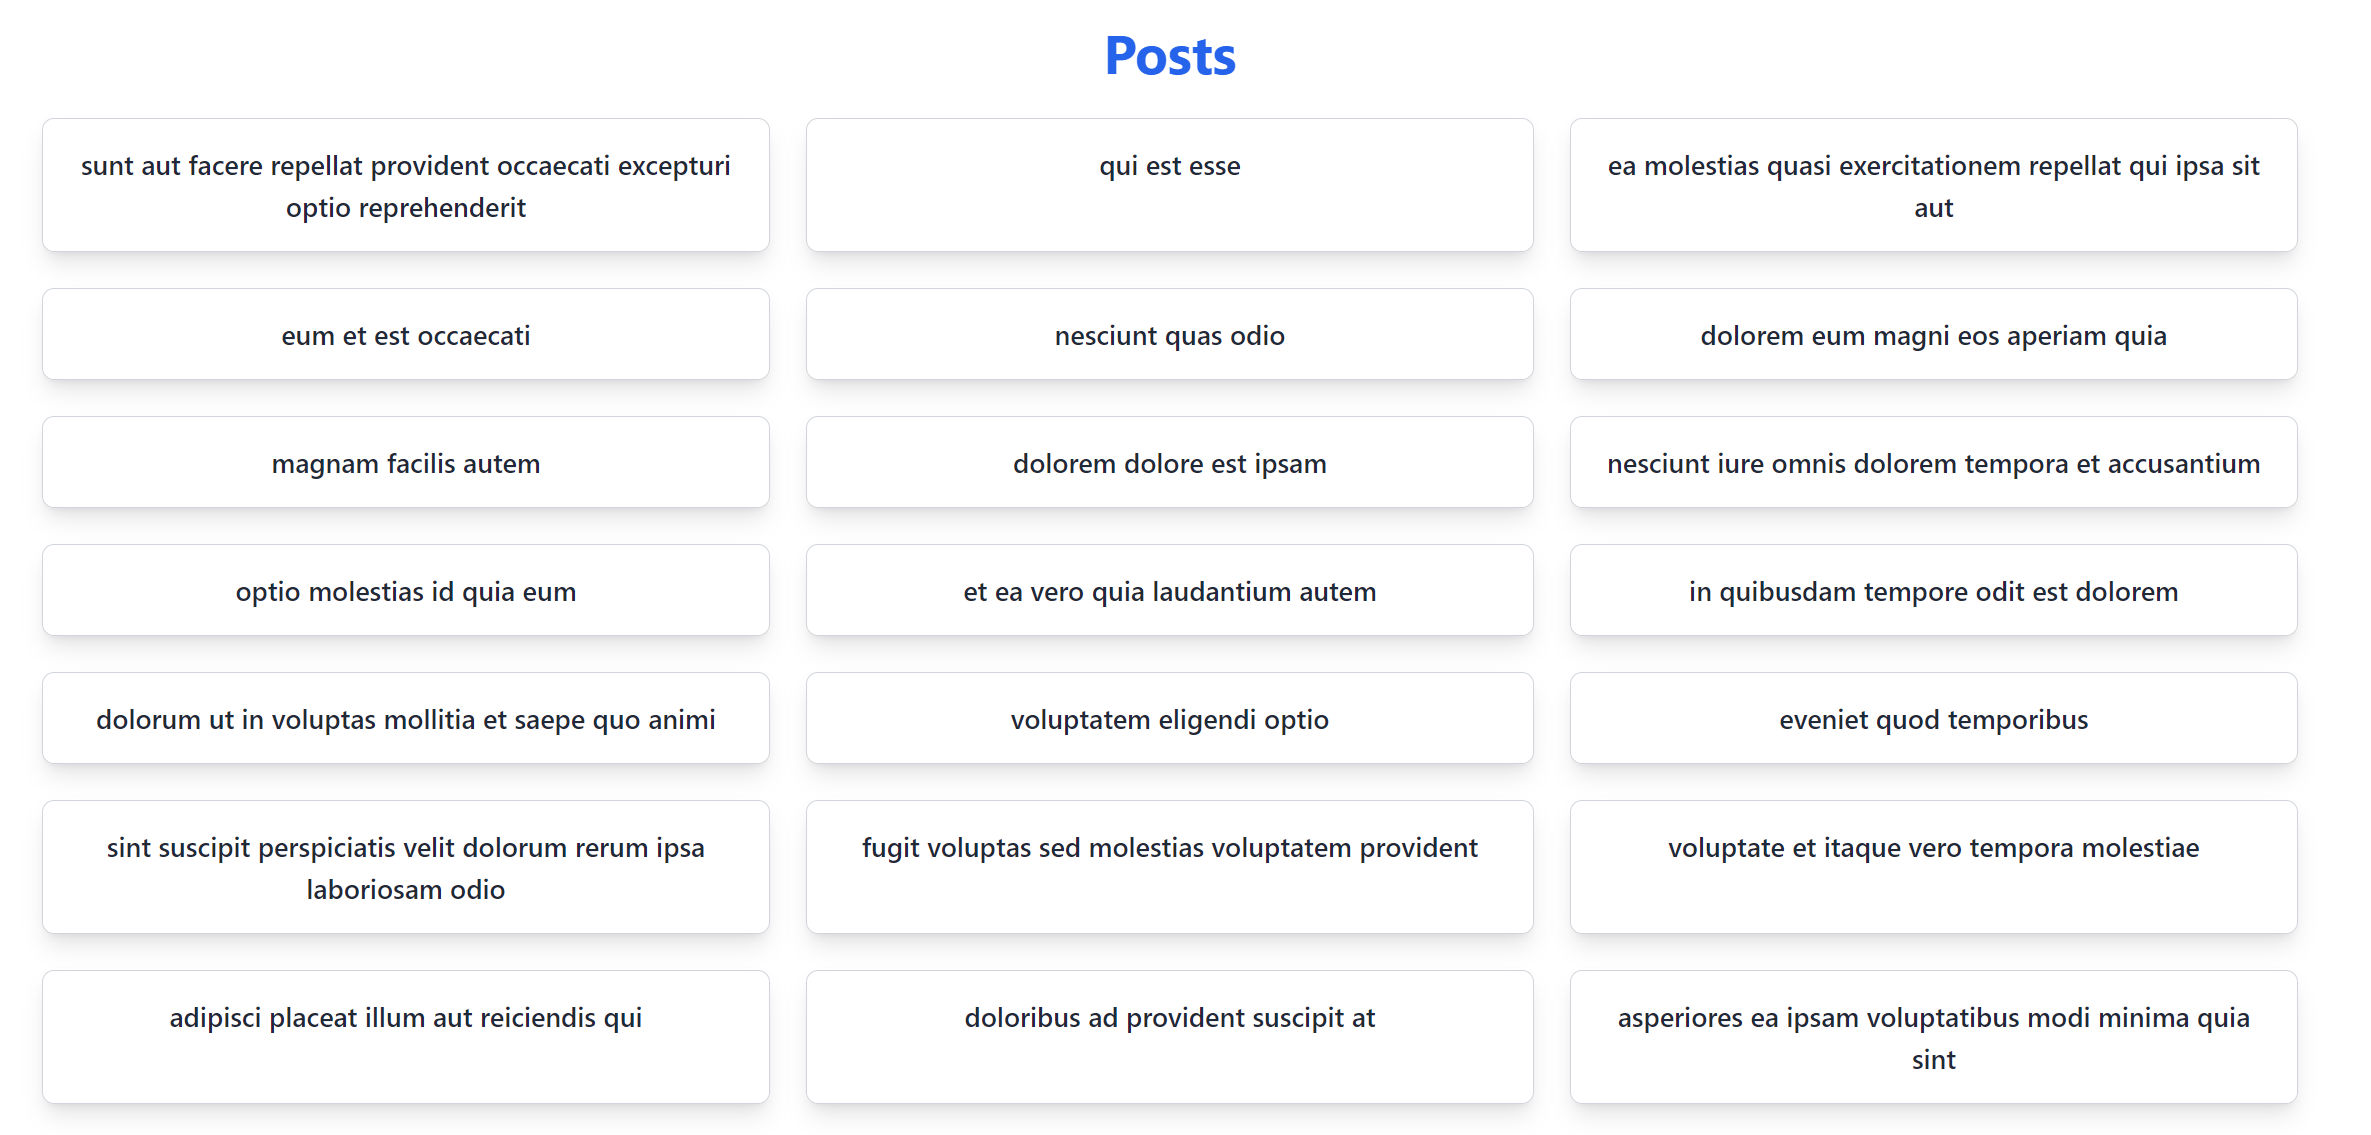 Posts
sunt aut facere repellat provident occaecati excepturi
optio reprehenderit
qui est esse
ea molestias quasi exercitationem repellat qui ipsa sit
aut
eum et est occaecati
nesciunt quas odio
dolorem eum magni eos aperiam quia
magnam facilis autem
dolorem dolore est ipsam
nesciunt iure omnis dolorem tempora et accusantium
optio molestias id quia eum
et ea vero quia laudantium autem
in quibusdam tempore odit est dolorem
dolorum ut in voluptas mollitia et saepe quo animi
voluptatem eligendi optio
eveniet quod temporibus
sint suscipit perspiciatis velit dolorum rerum ipsa
laboriosam odio
fugit voluptas sed molestias voluptatem provident
voluptate et itaque vero tempora molestiae
adipisci placeat illum aut reiciendis qui
doloribus ad provident suscipit at
asperiores ea ipsam voluptatibus modi minima quia
sint